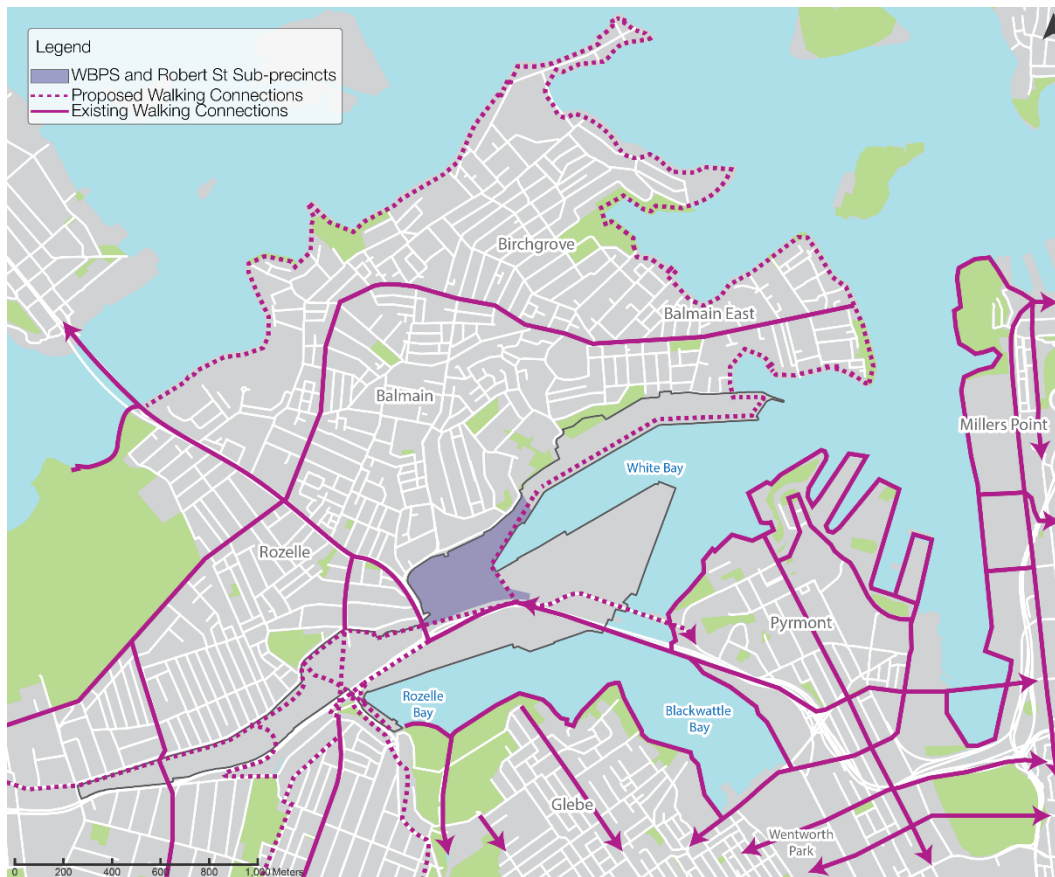 Legend
WBPS and Robert St Sub-precincts
Proposed Walking Connections
Existing Walking Connections
Birchgrove
Balmain East
Balmain
Millers Point
White Bay
Rozelle
Pyrmont
Rozelle
Bay
Blackwattle
Bay
Glebe
Wentworth
Park
0 200 400 600 800 1,000 Meters